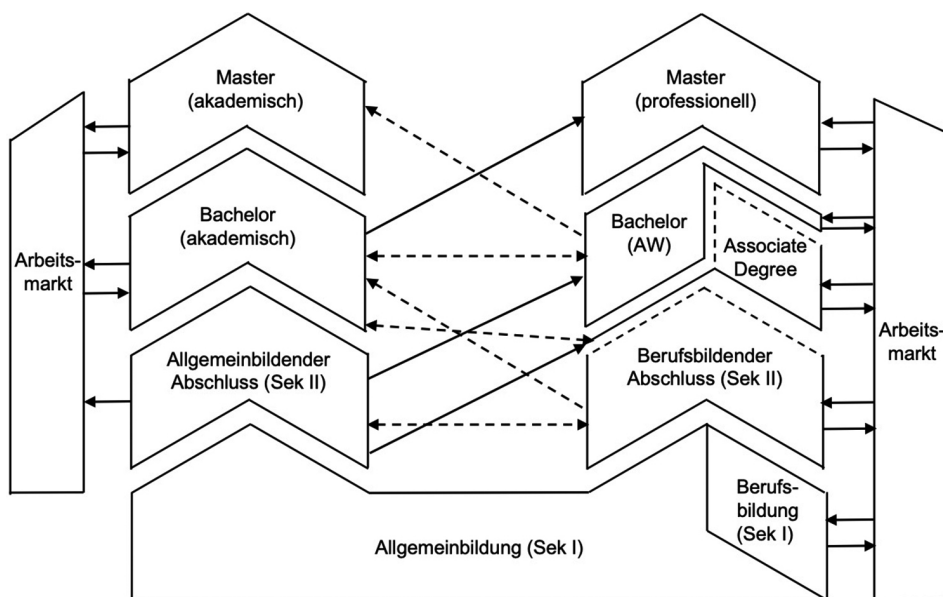 Master
(akademisch)
Master
(professionell)
Bachelor
(akademisch)
Bachelor
(AW)
Associate
Degree
Arbeits-
markt
Arbeits-
markt
Allgemeinbildender
Abschluss (Sek II)
Berufsbildender
Abschluss (Sek II)
Berufs-
bildung
(Sek I)
Allgemeinbildung (Sek I)